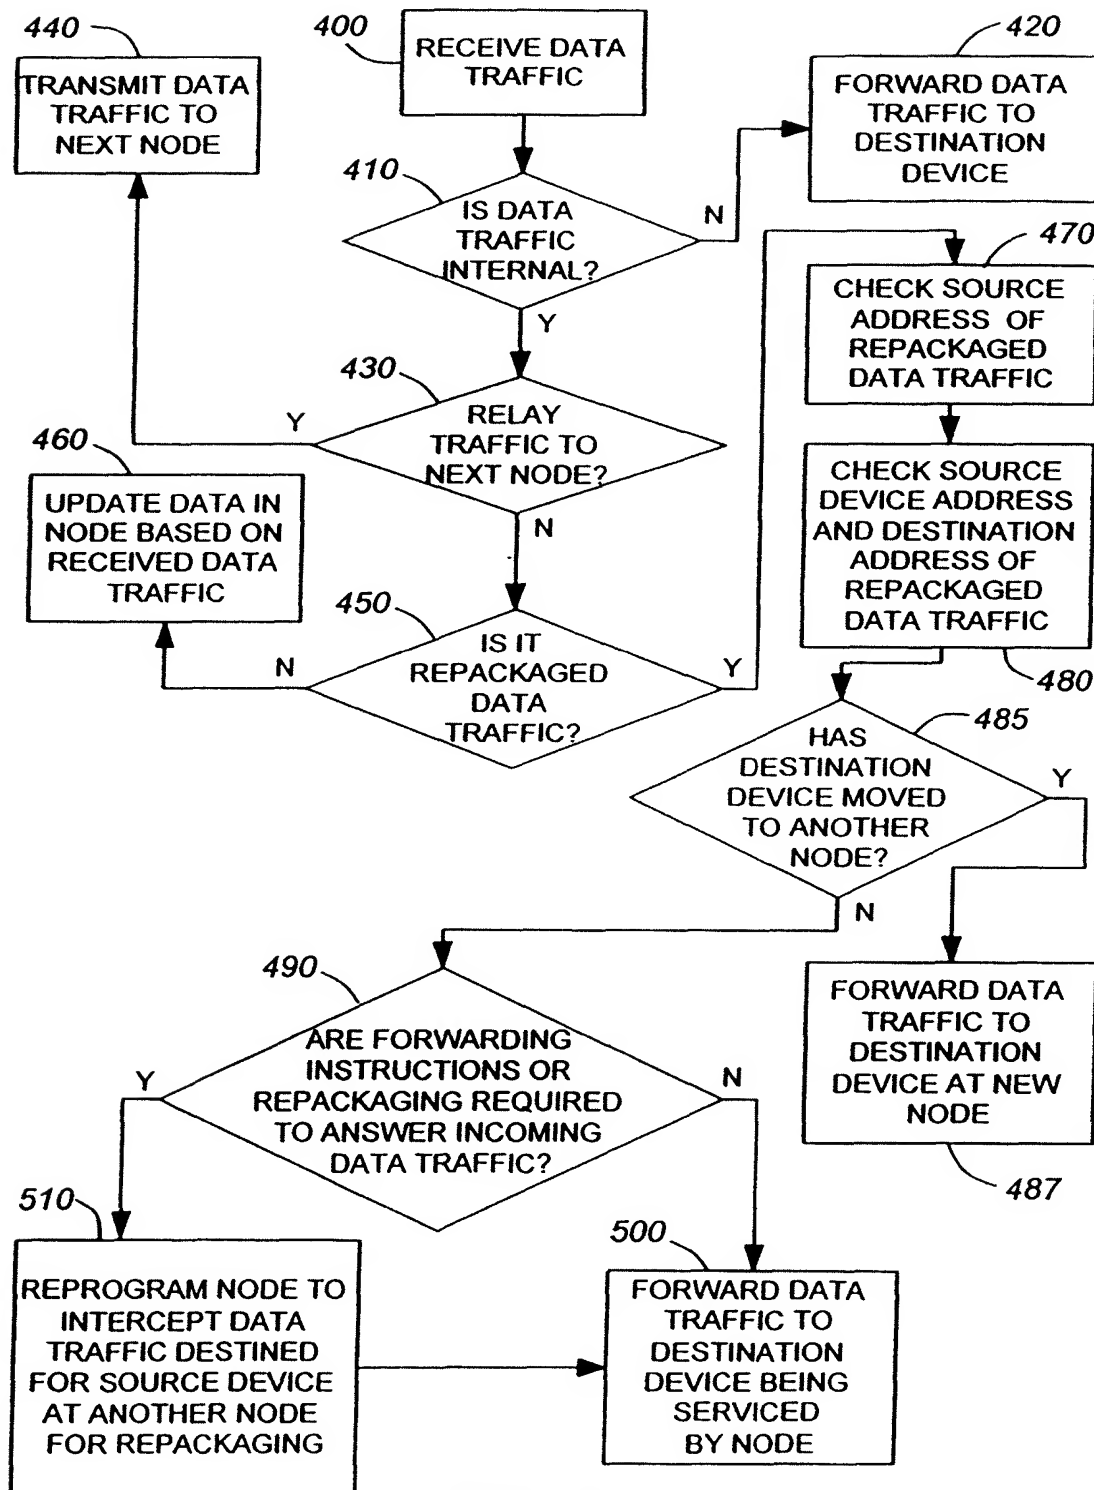 440
TRANSMIT DATA
TRAFFIC TO
NEXT NODE
400
RECEIVE DATA
TRAFFIC
420
FORWARD DATA
TRAFFIC TO
DESTINATION
DEVICE
410
IS DATA
TRAFFIC
INTERNAL?
N
Y
470
CHECK SOURCE
ADDRESS OF
REPACKAGED
DATA TRAFFIC
430
RELAY
TRAFFIC TO
NEXT NODE?
Y
N
460
UPDATE DATA IN
NODE BASED ON
RECEIVED DATA
TRAFFIC
CHECK SOURCE
DEVICE ADDRESS
AND DESTINATION
ADDRESS OF
REPACKAGED
DATA TRAFFIC
480
450
IS IT
REPACKAGED
DATA
TRAFFIC?
N
Y
485
HAS
DESTINATION
DEVICE MOVED
TO ANOTHER
NODE?
Y
N
490
ARE FORWARDING
INSTRUCTIONS OR
REPACKAGING REQUIRED
TO ANSWER INCOMING
DATA TRAFFIC?
Y
N
FORWARD DATA
TRAFFIC TO
DESTINATION
DEVICE AT NEW
NODE
487
510
REPROGRAM NODE TO
INTERCEPT DATA
TRAFFIC DESTINED
FOR SOURCE DEVICE
AT ANOTHER NODE
FOR REPACKAGING
500
FORWARD DATA
TRAFFIC TO
DESTINATION
DEVICE BEING
SERVICED
BY NODE